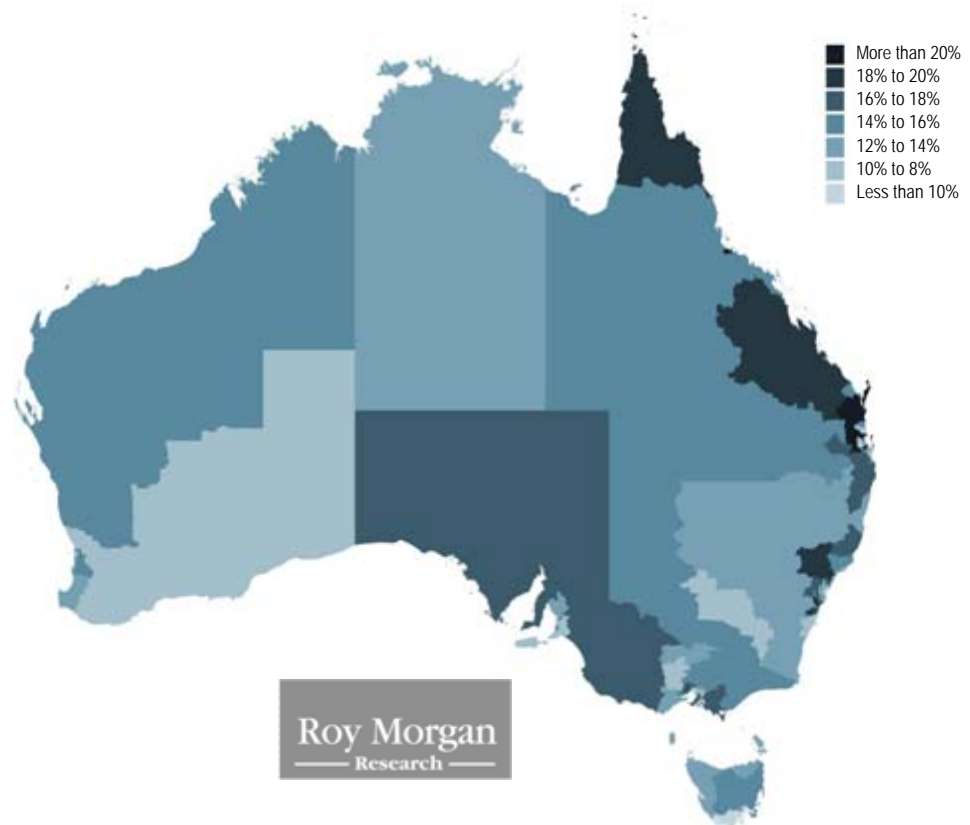 More than 20%
18% to 20%
16% to 18%
14% to 16%
12% to 14%
10% to 8%
Less than 10%
Roy Morgan
Research